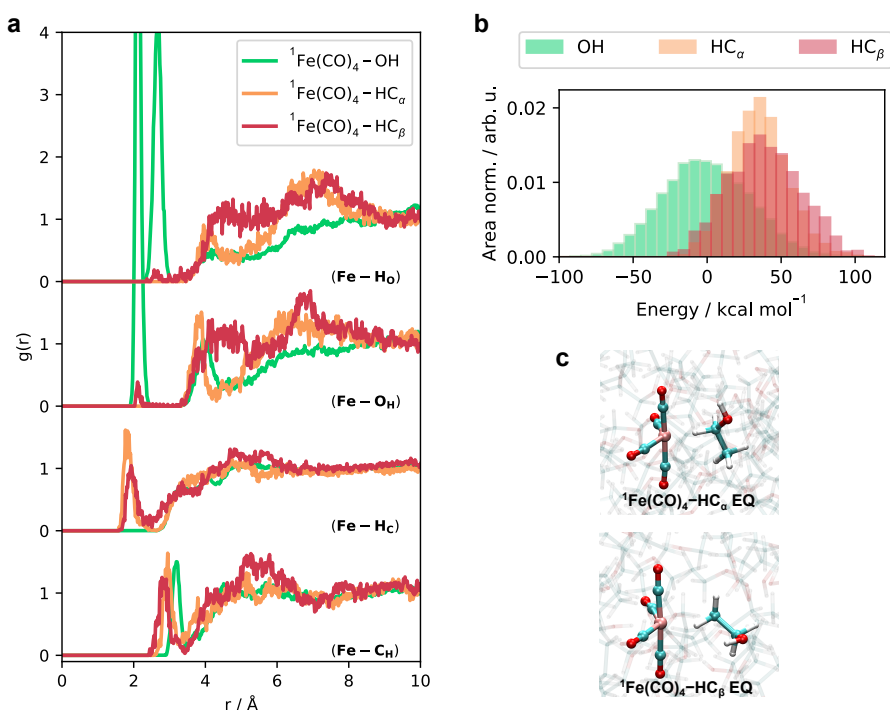 a
¹Fe(CO)₄−OH
¹Fe(CO)₄−HCα
¹Fe(CO)₄−HCβ
4
3
2
1
0
(Fe − H_O)
1
0
(Fe − O_H)
1
0
(Fe − H_C)
1
0
(Fe − C_H)
g(r)
0 2 4 6 8 10
r / Å
b
OH HCα HCβ
0.02
0.01
0.00
Area norm. / arb. u.
−100 −50 0 50 100
Energy / kcal mol⁻¹
c
¹Fe(CO)₄−HCα EQ
¹Fe(CO)₄−HCβ EQ